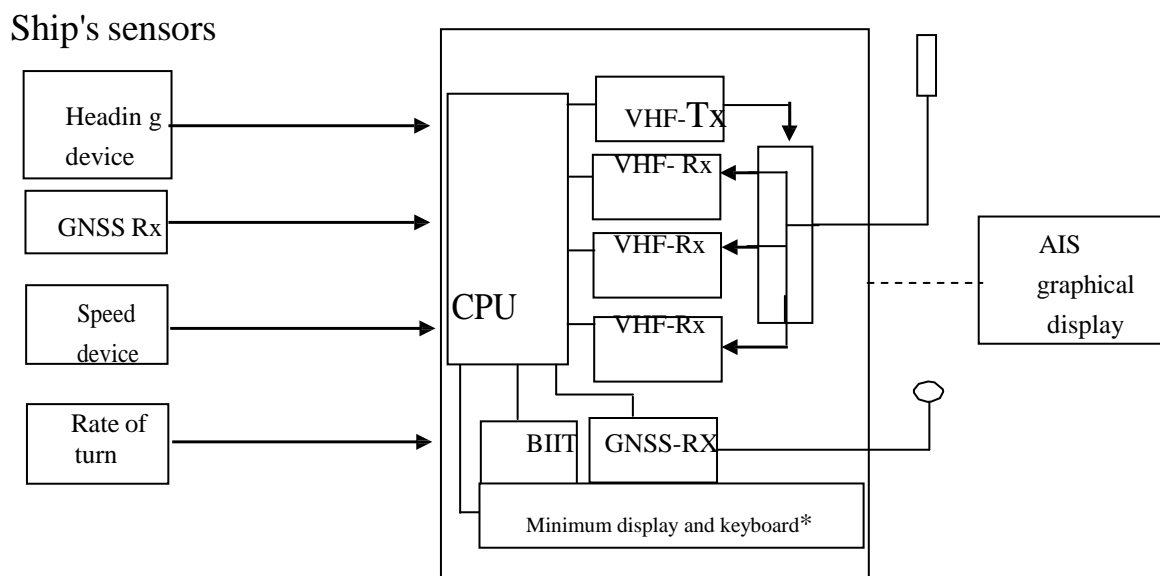 Ship's sensors
Headin g
device
GNSS Rx
Speed
device
Rate of
turn
CPU
VHF-Tx
VHF- Rx
VHF-Rx
VHF-Rx
BIIT
GNSS-RX
Minimum display and keyboard*
AIS
graphical
display